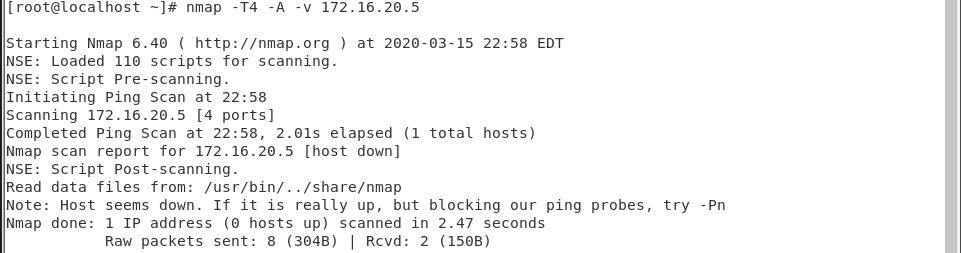 [root@localhost ~]# nmap -T4 -A -v 172.16.20.5

Starting Nmap 6.40 ( http://nmap.org ) at 2020-03-15 22:58 EDT
NSE: Loaded 110 scripts for scanning.
NSE: Script Pre-scanning.
Initiating Ping Scan at 22:58
Scanning 172.16.20.5 [4 ports]
Completed Ping Scan at 22:58, 2.01s elapsed (1 total hosts)
Nmap scan report for 172.16.20.5 [host down]
NSE: Script Post-scanning.
Read data files from: /usr/bin/../share/nmap
Note: Host seems down. If it is really up, but blocking our ping probes, try -Pn
Nmap done: 1 IP address (0 hosts up) scanned in 2.47 seconds
           Raw packets sent: 8 (304B) | Rcvd: 2 (150B)